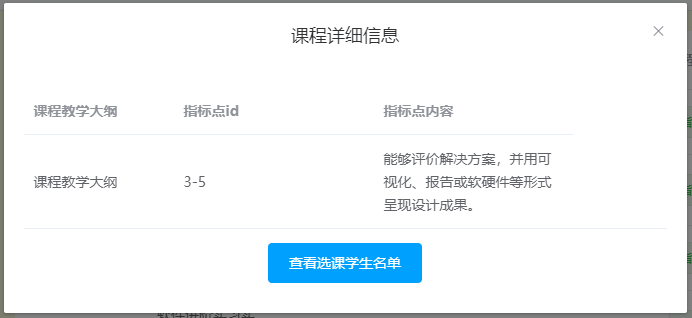 课程详细信息
课程教学大纲 指标点id 指标点内容
课程教学大纲 3-5 能够评价解决方案，并用可
视化、报告或软硬件等形式
呈现设计成果。
查看选课学生名单